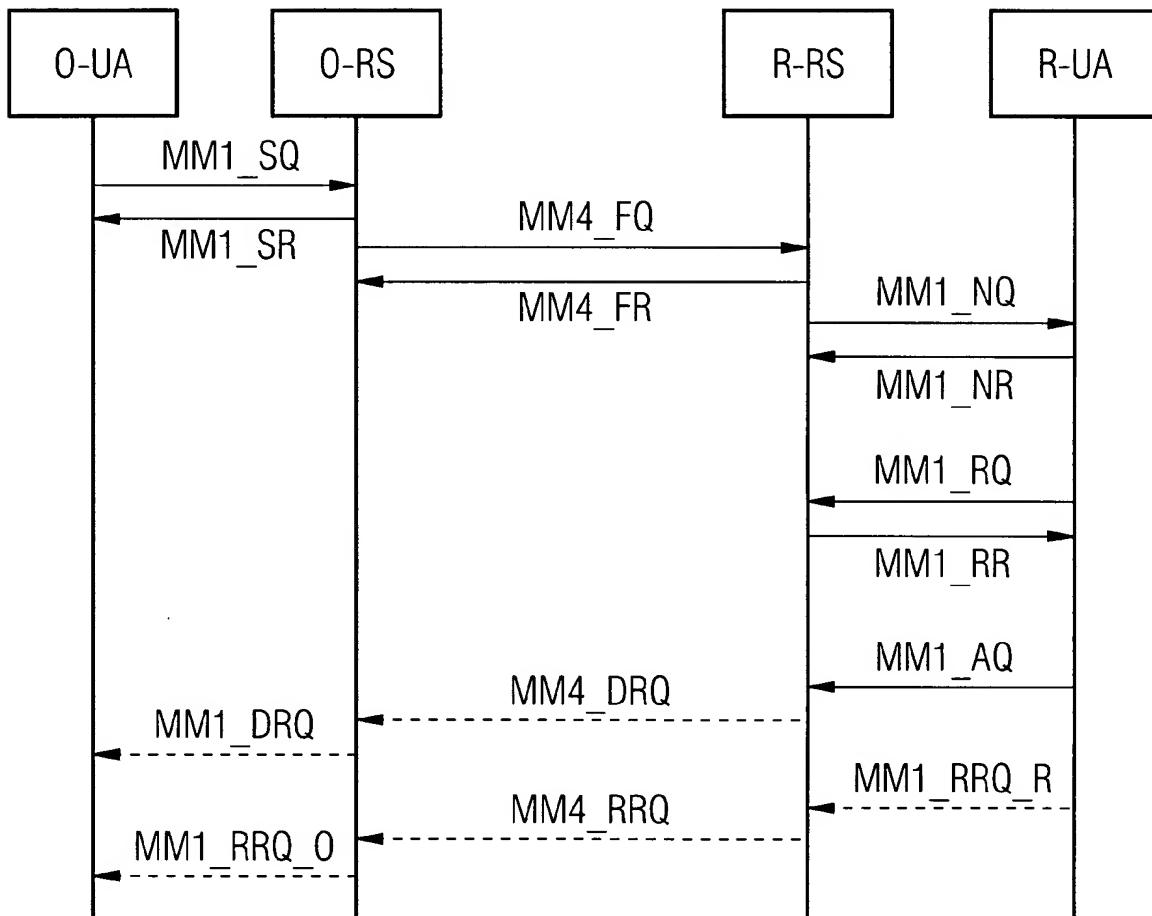 O-UA
O-RS
R-RS
R-UA
MM1_SQ
MM1_SR
MM4_FQ
MM4_FR
MM1_NQ
MM1_NR
MM1_RQ
MM1_RR
MM1_AQ
MM4_DRQ
MM1_DRQ
MM1_RRQ_R
MM4_RRQ
MM1_RRQ_O